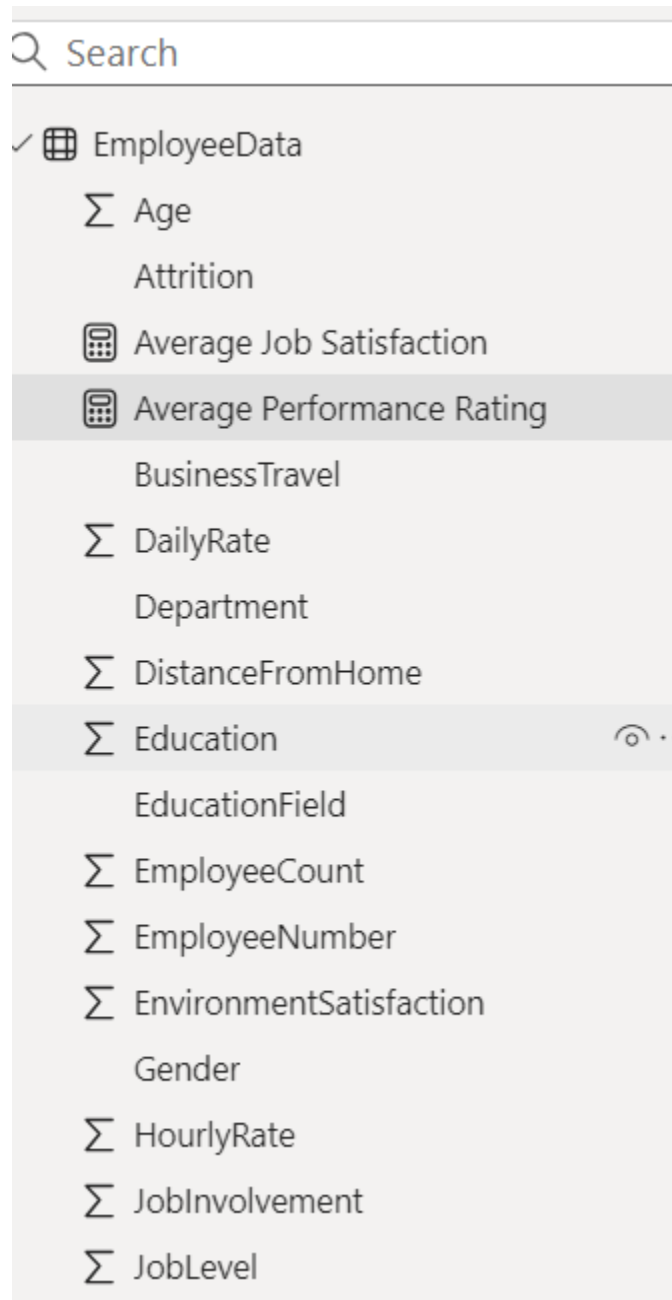 Search
EmployeeData
Age
Attrition
Average Job Satisfaction
Average Performance Rating
BusinessTravel
DailyRate
Department
DistanceFromHome
Education
EducationField
EmployeeCount
EmployeeNumber
EnvironmentSatisfaction
Gender
HourlyRate
JobInvolvement
JobLevel